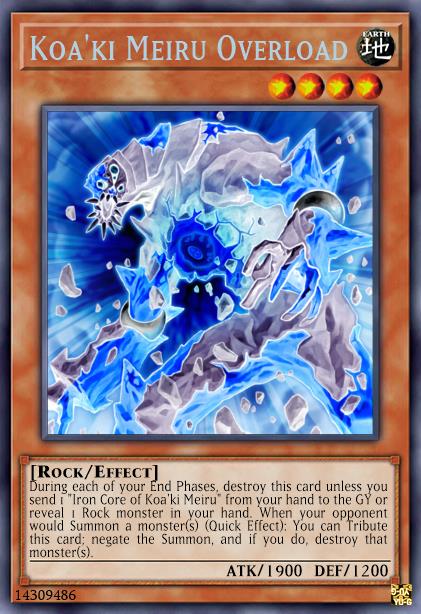 Koa'ki Meiru Overload
EARTH
地
[Rock/Effect]
During each of your End Phases, destroy this card unless you
send 1 "Iron Core of Koa'ki Meiru" from your hand to the GY or
reveal 1 Rock monster in your hand. When your opponent
would Summon a monster(s) (Quick Effect): You can Tribute
this card; negate the Summon, and if you do, destroy that
monster(s).
ATK/1900 DEF/1200
14309486